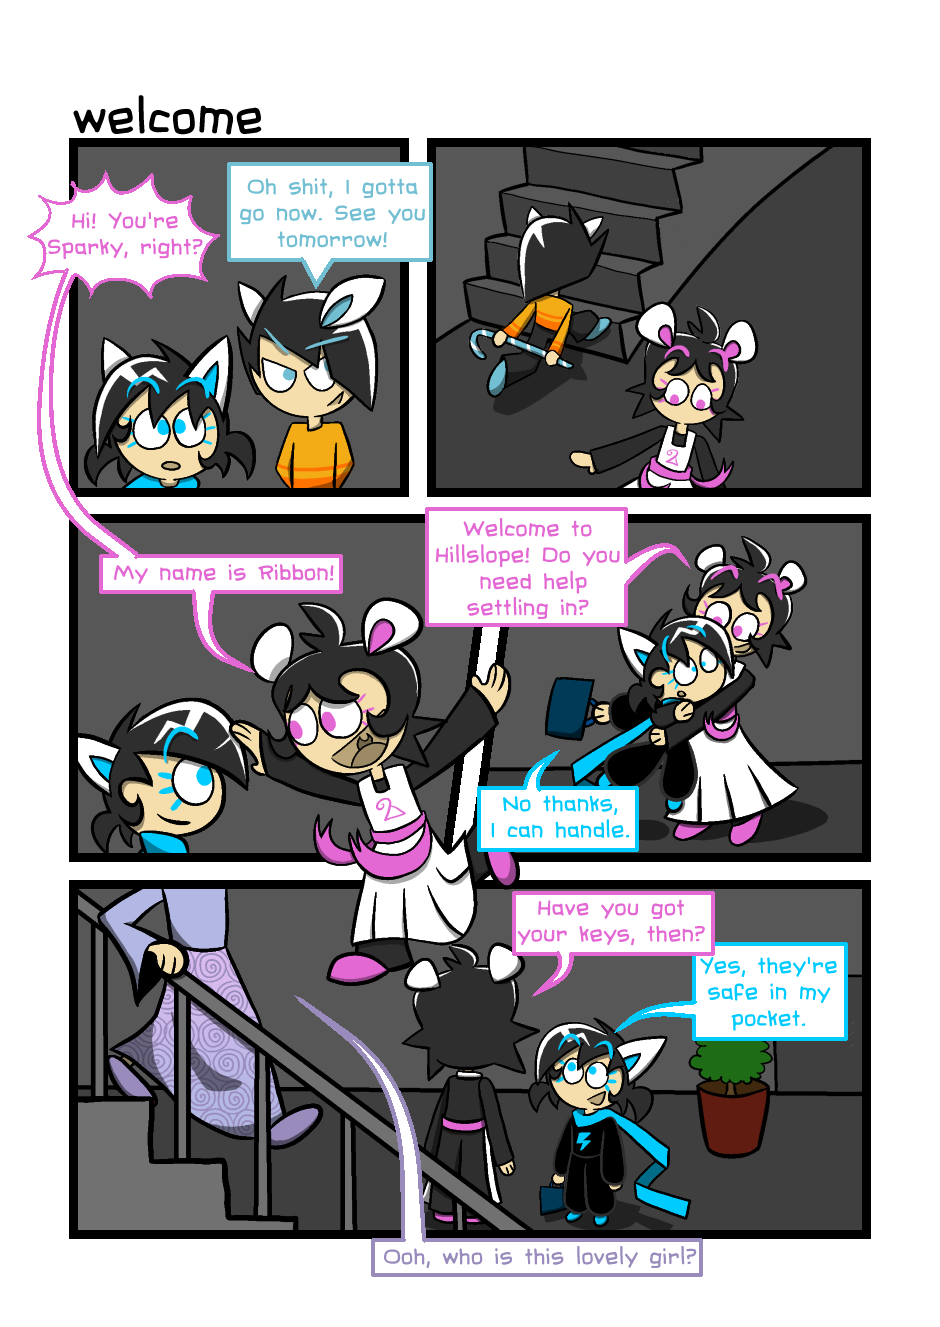 welcome
Hi! You're
Sparky, right?
Oh shit, I gotta
go now. See you
tomorrow!
2
My name is Ribbon!
Welcome to
Hillslope! Do you
need help
settling in?
2
No thanks,
I can handle.
Have you got
your keys, then?
Yes, they're
safe in my
pocket.
Ooh, who is this lovely girl?